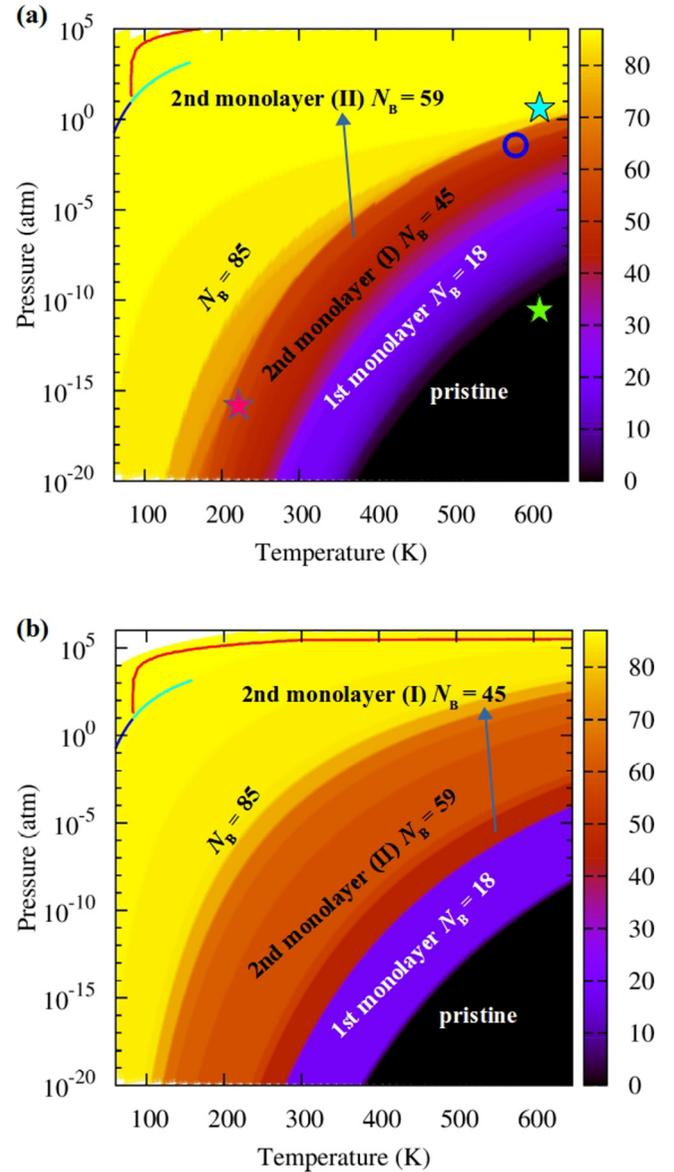 (a)
10^5
10^0
10^-5
10^-10
10^-15
10^-20
Pressure (atm)
2nd monolayer (II) N_B = 59
N_B = 85
2nd monolayer (I) N_B = 45
1st monolayer N_B = 18
pristine
100 200 300 400 500 600
Temperature (K)
80
70
60
50
40
30
20
10
0
(b)
10^5
10^0
10^-5
10^-10
10^-15
10^-20
Pressure (atm)
2nd monolayer (I) N_B = 45
N_B = 85
2nd monolayer (II) N_B = 59
1st monolayer N_B = 18
pristine
100 200 300 400 500 600
Temperature (K)
80
70
60
50
40
30
20
10
0